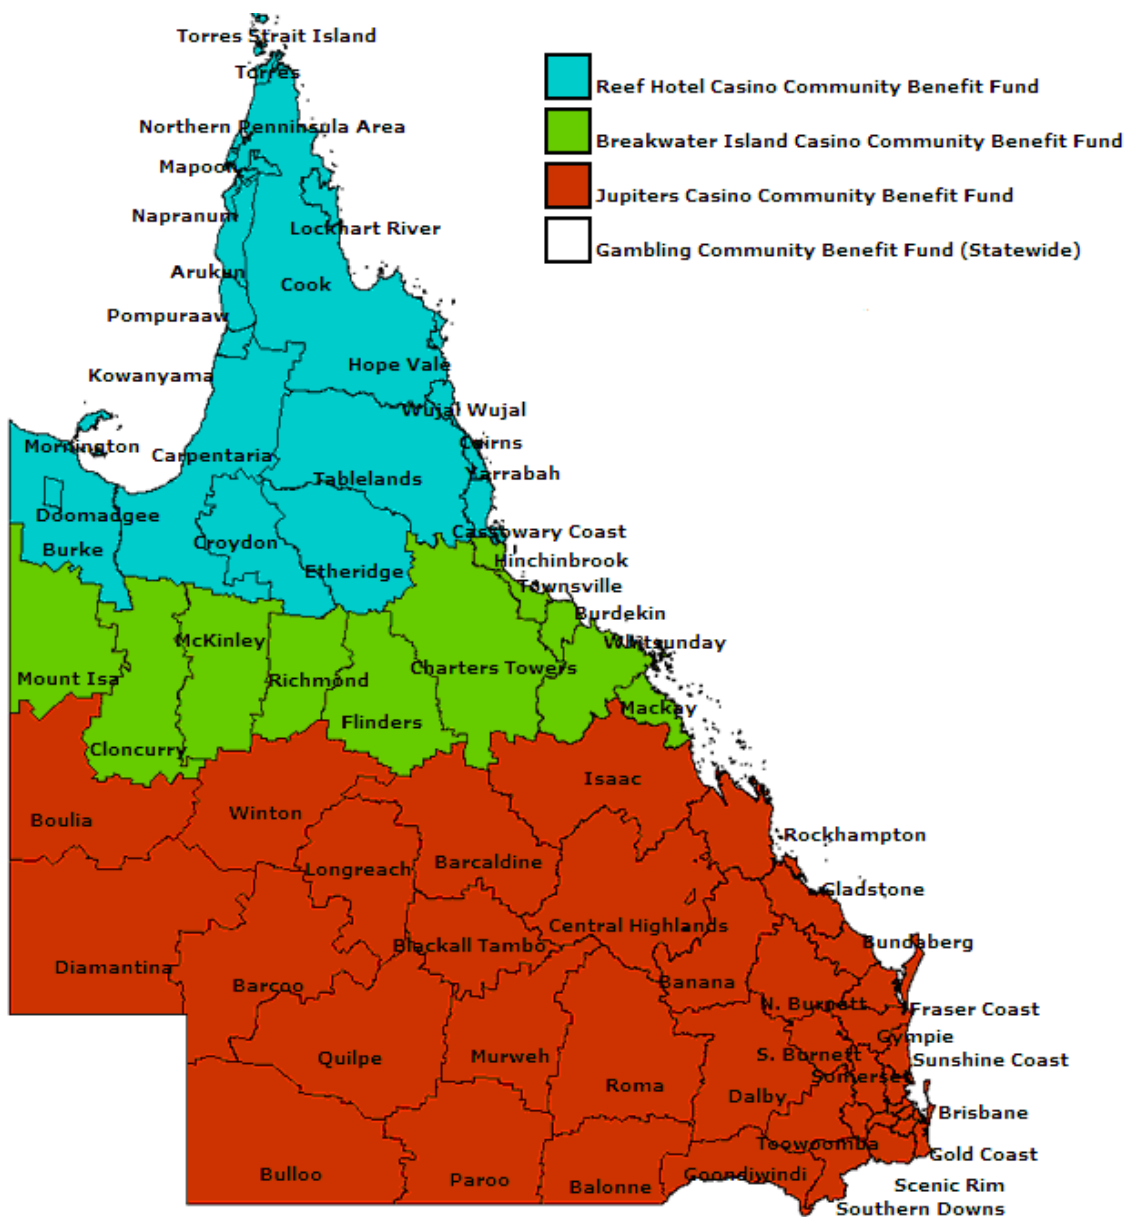 Torres Strait Island
Torres
Reef Hotel Casino Community Benefit Fund
Northern Penninsula Area
Breakwater Island Casino Community Benefit Fund
Mapoon
Jupiters Casino Community Benefit Fund
Napranum
Lockhart River
Gambling Community Benefit Fund (Statewide)
Arukun
Cook
Pompuraaw
Hope Vale
Kowanyama
Wujal Wujal
Mornington
Cairns
Carpentaria
Yarrabah
Tablelands
Doomadgee
Cassowary Coast
Burke
Croydon
Hinchinbrook
Etheridge
Townsville
Burdekin
McKinley
Whitsunday
Charters Towers
Mount Isa
Richmond
Mackay
Flinders
Cloncurry
Isaac
Boulia
Winton
Rockhampton
Barcaldine
Longreach
Gladstone
Central Highlands
Blackall Tambo
Bundaberg
Diamantina
Barcoo
Banana
N. Burnett
Fraser Coast
Gympie
Quilpe
Murweh
S. Bornett
Sunshine Coast
Somerset
Roma
Dalby
Brisbane
Toowoomba
Gold Coast
Bulloo
Paroo
Balonne
Goondiwindi
Scenic Rim
Southern Downs